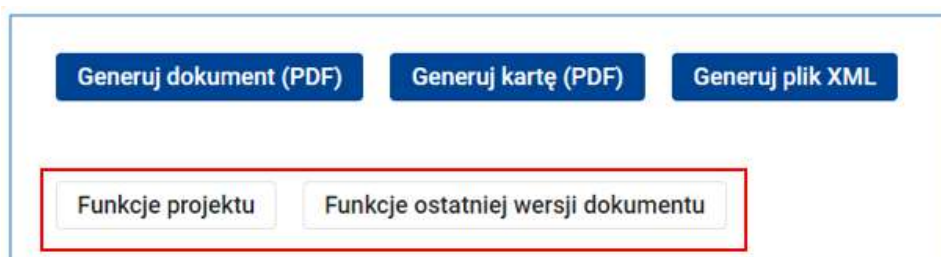 Generuj dokument (PDF) Generuj kartę (PDF) Generuj plik XML
Funkcje projektu Funkcje ostatniej wersji dokumentu